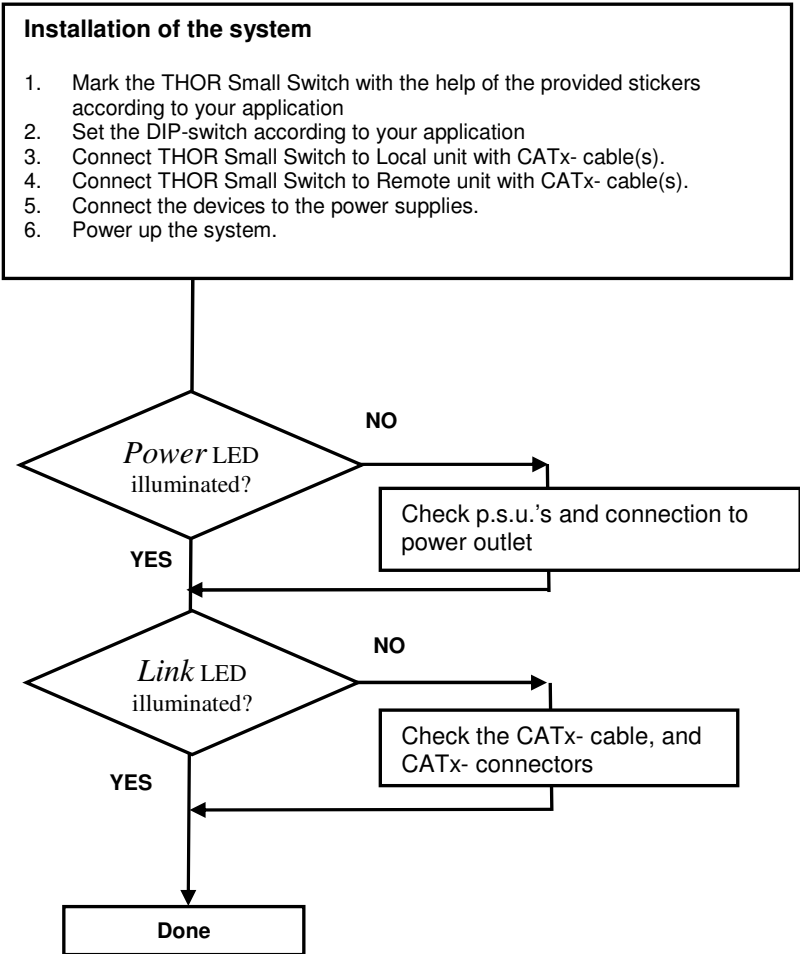 Installation of the system
1. Mark the THOR Small Switch with the help of the provided stickers
according to your application
2. Set the DIP-switch according to your application
3. Connect THOR Small Switch to Local unit with CATx- cable(s).
4. Connect THOR Small Switch to Remote unit with CATx- cable(s).
5. Connect the devices to the power supplies.
6. Power up the system.
NO
Power LED
illuminated?
Check p.s.u.'s and connection to
power outlet
YES
NO
Link LED
illuminated?
Check the CATx- cable, and
CATx- connectors
YES
Done